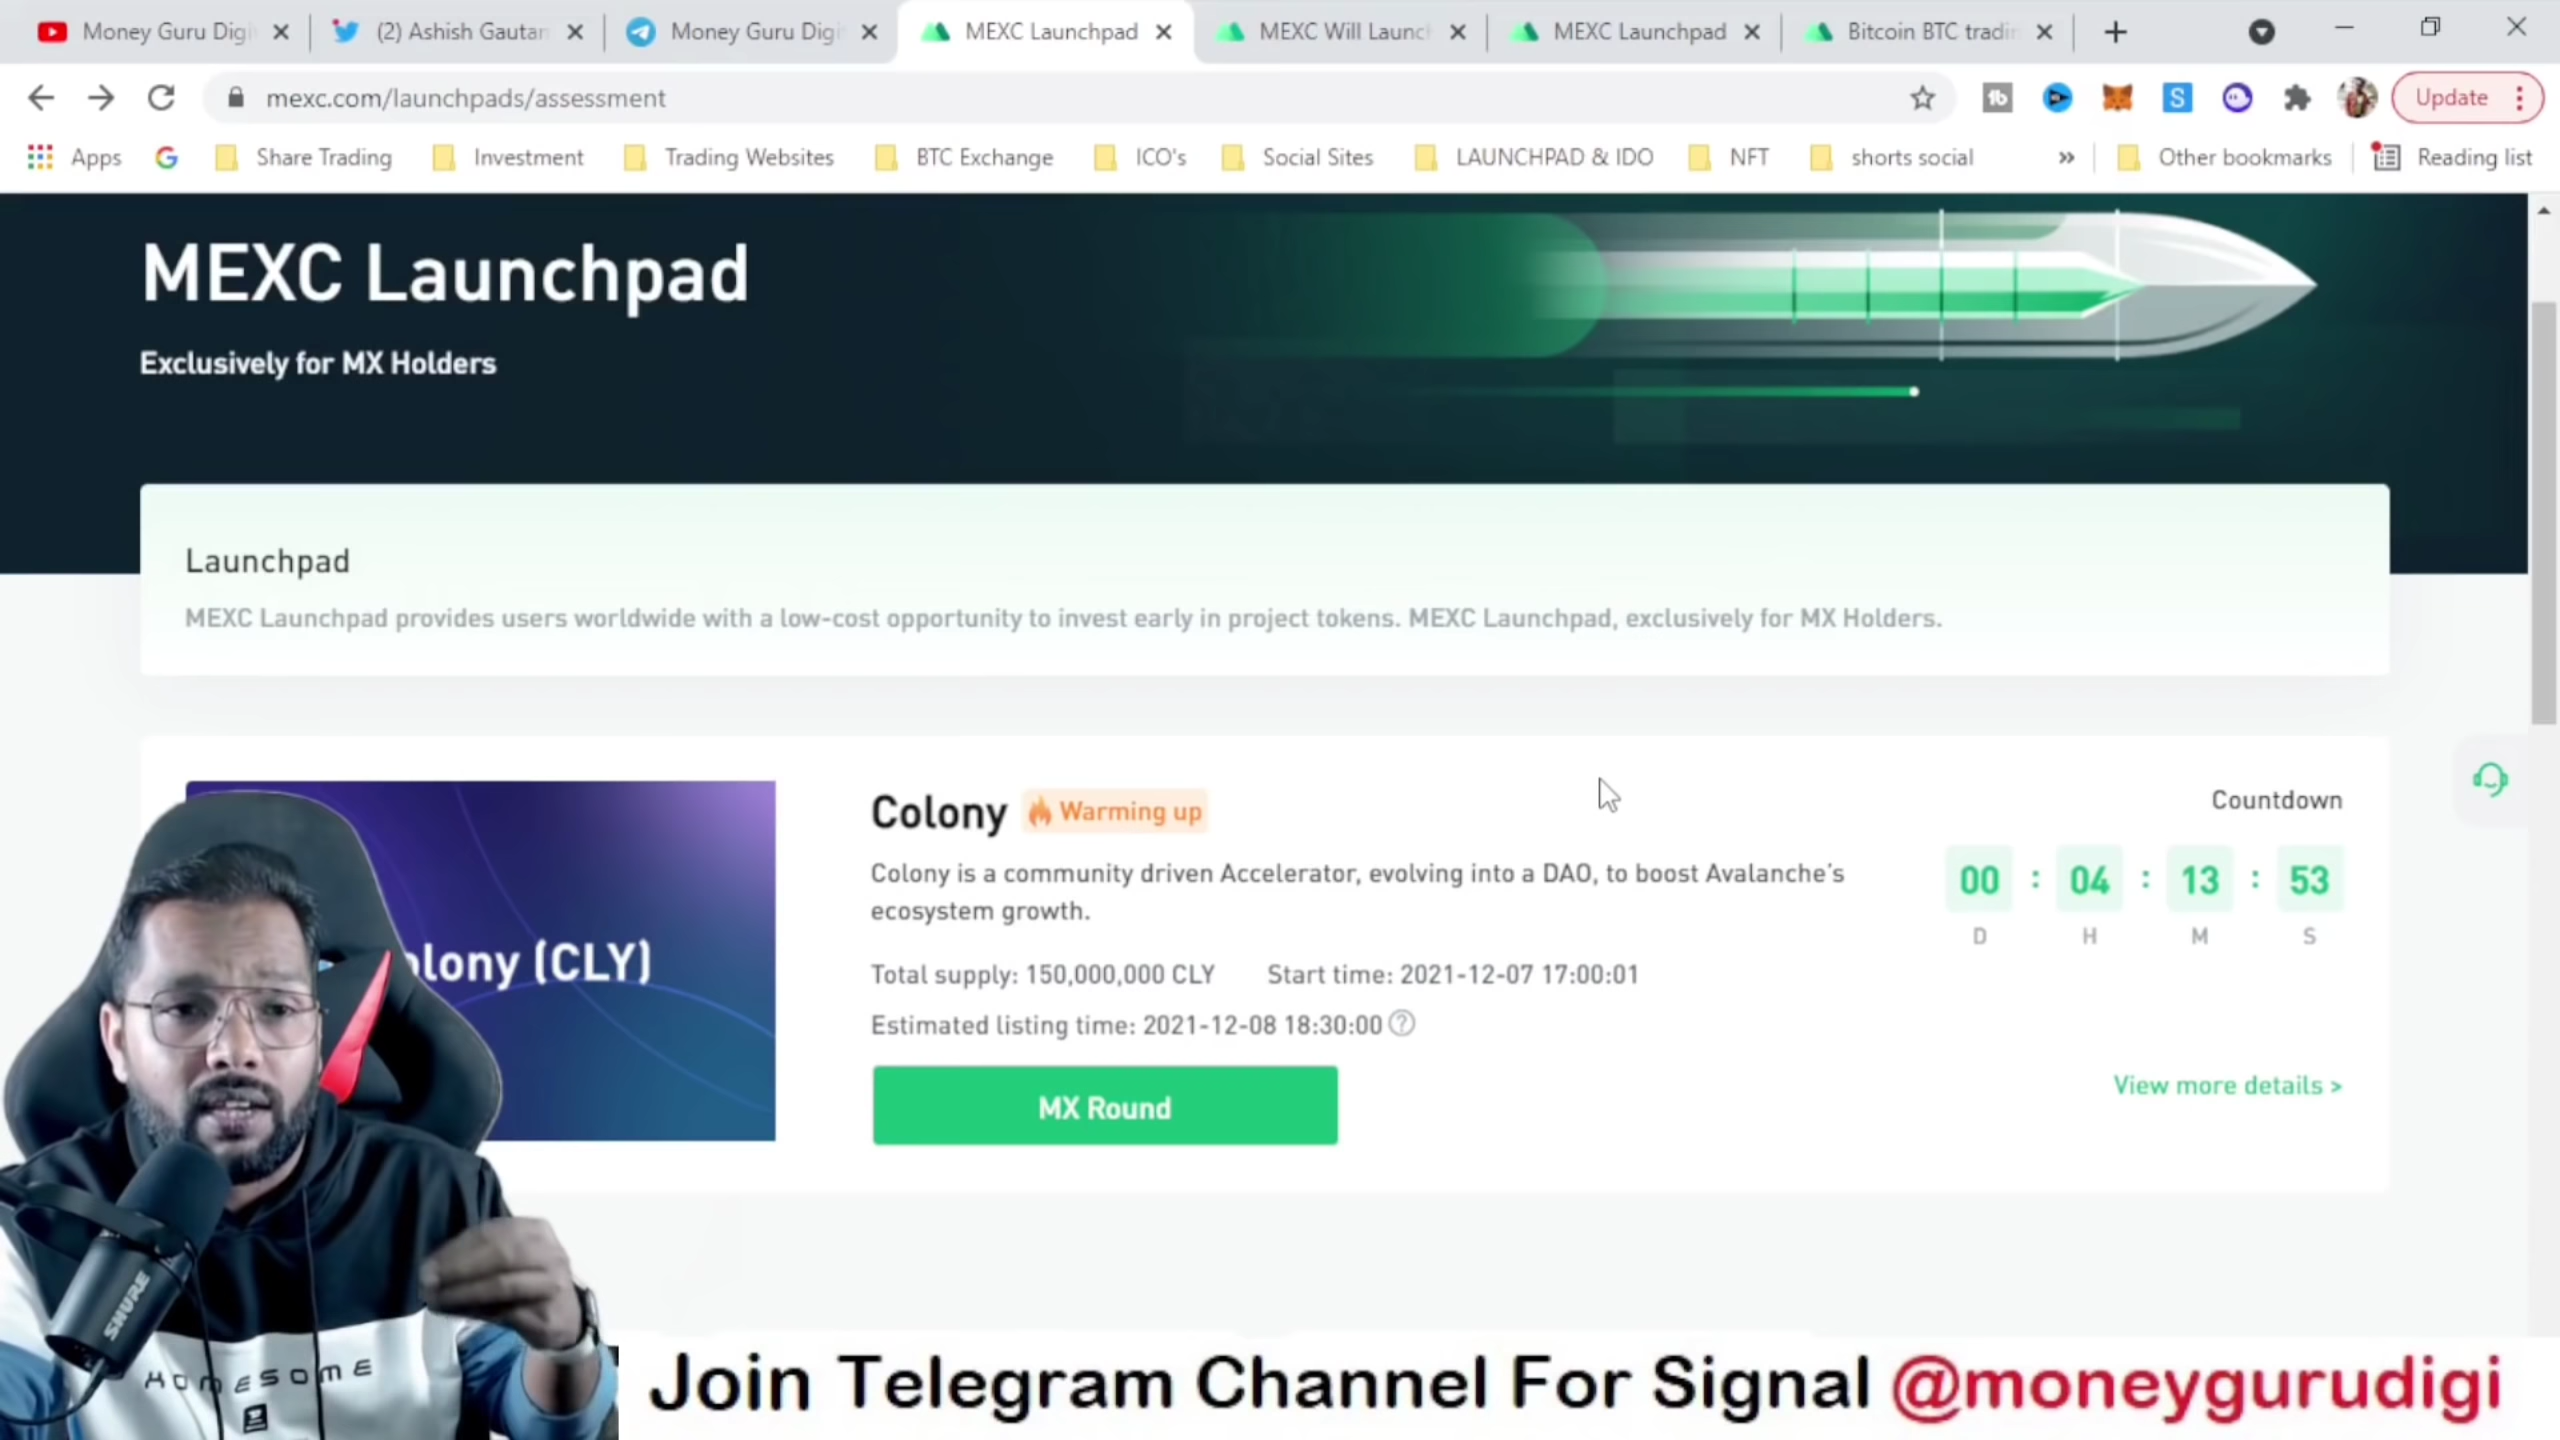 Money Guru Digi
(2) Ashish Gautam
Money Guru Digi
MEXC Launchpad
MEXC Will Launch
MEXC Launchpad
Bitcoin BTC tradin
mexc.com/launchpads/assessment
Update
Apps
Share Trading
Investment
Trading Websites
BTC Exchange
ICO's
Social Sites
LAUNCHPAD & IDO
NFT
shorts social
Other bookmarks
Reading list
MEXC Launchpad
Exclusively for MX Holders
Launchpad
MEXC Launchpad provides users worldwide with a low-cost opportunity to invest early in project tokens. MEXC Launchpad, exclusively for MX Holders.
olony (CLY)
Colony
Warming up
Colony is a community driven Accelerator, evolving into a DAO, to boost Avalanche's
ecosystem growth.
Total supply: 150,000,000 CLY
Start time: 2021-12-07 17:00:01
Estimated listing time: 2021-12-08 18:30:00
MX Round
Countdown
00 : 04 : 13 : 53
D H M S
View more details >
SHURE
Join Telegram Channel For Signal @moneygurudigi